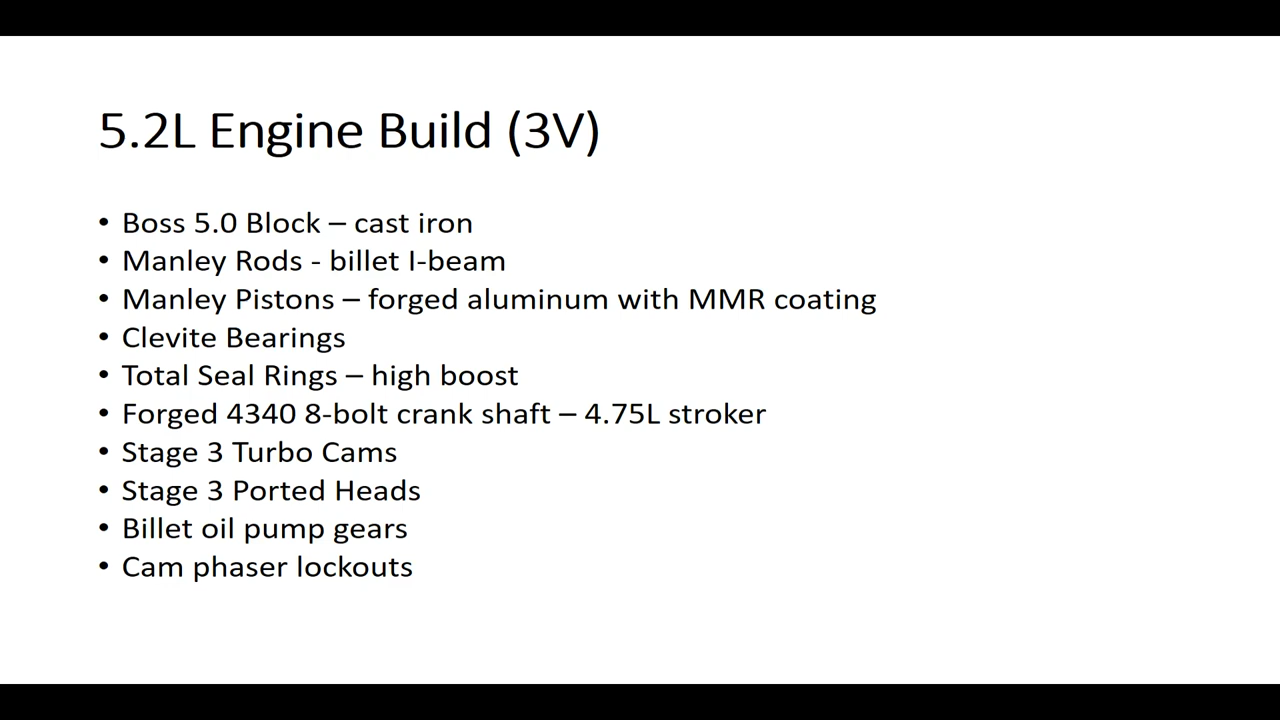 5.2L Engine Build (3V)
• Boss 5.0 Block – cast iron
• Manley Rods - billet I-beam
• Manley Pistons – forged aluminum with MMR coating
• Clevite Bearings
• Total Seal Rings – high boost
• Forged 4340 8-bolt crank shaft – 4.75L stroker
• Stage 3 Turbo Cams
• Stage 3 Ported Heads
• Billet oil pump gears
• Cam phaser lockouts